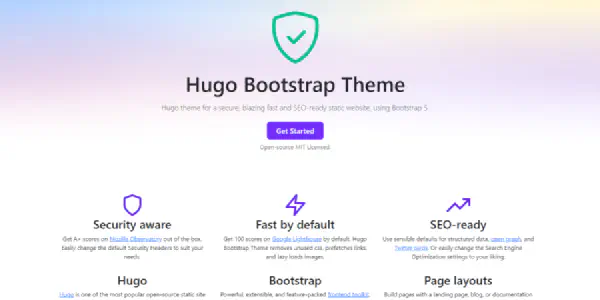 Hugo Bootstrap Theme
Hugo theme for a secure, blazing fast and SEO-ready static website, using Bootstrap 5
Get Started
Open-source MIT Licensed.
Security aware
Get A+ scores on Mozilla Observatory out of the box.
Easily change the default Security Headers to suit your
needs.
Fast by default
Get 100 scores on Google Lighthouse by default. Hugo
Bootstrap Theme removes unused css, prefetches links
and lazy loads images.
SEO-ready
Use sensible defaults for structured data, open graph, and
Twitter cards. Or easily change the Search Engine
Optimization settings to your liking.
Hugo
Hugo is one of the most popular open-source static site
Bootstrap
Powerful, extensible, and feature-packed frontend toolkit.
Page layouts
Build pages with a landing page, blog, or documentation